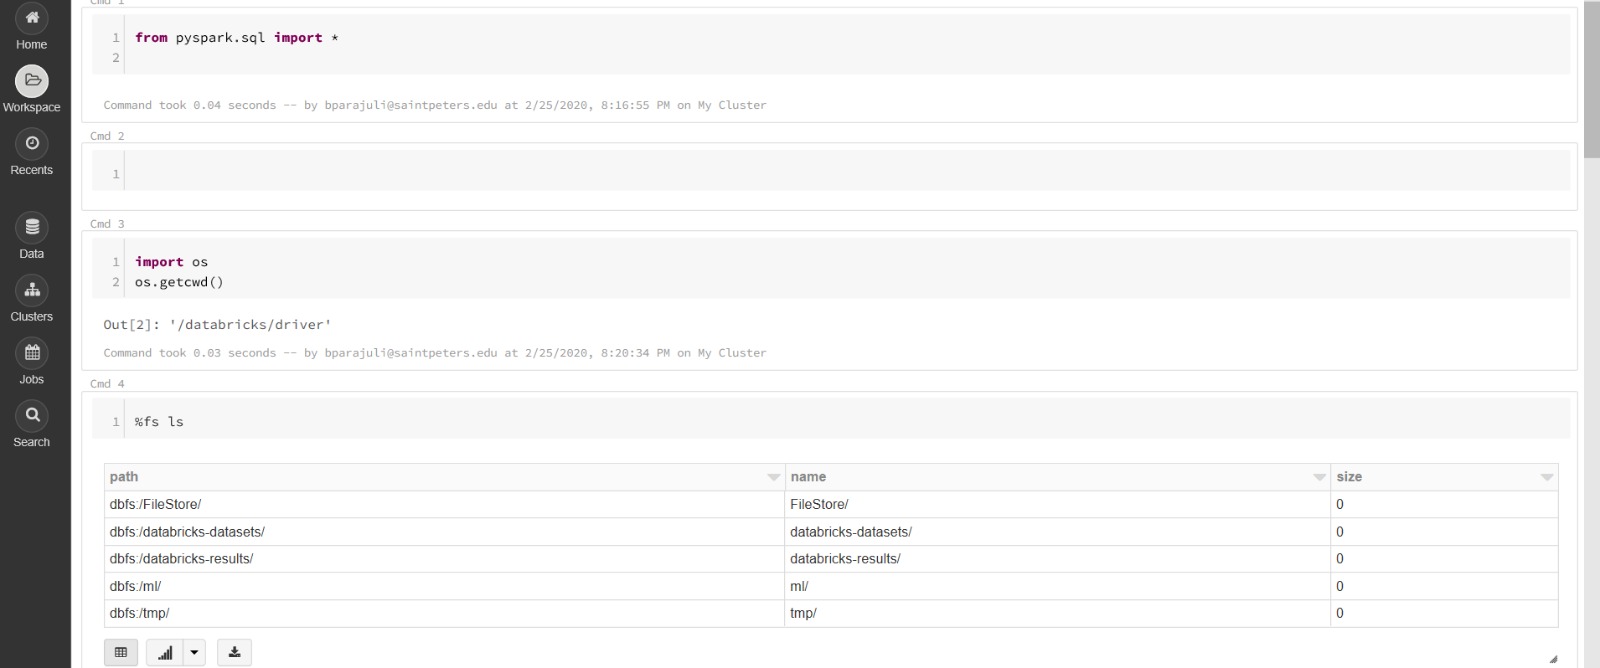 Home
Workspace
Recents
Data
Clusters
Jobs
Search
Cmd 1
1 from pyspark.sql import *
2
Command took 0.04 seconds -- by bparajuli@saintpeters.edu at 2/25/2020, 8:16:55 PM on My Cluster
Cmd 2
1
Cmd 3
1 import os
2 os.getcwd()
Out[2]: '/databricks/driver'
Command took 0.03 seconds -- by bparajuli@saintpeters.edu at 2/25/2020, 8:20:34 PM on My Cluster
Cmd 4
1 %fs ls
path name size
dbfs:/FileStore/ FileStore/ 0
dbfs:/databricks-datasets/ databricks-datasets/ 0
dbfs:/databricks-results/ databricks-results/ 0
dbfs:/ml/ ml/ 0
dbfs:/tmp/ tmp/ 0